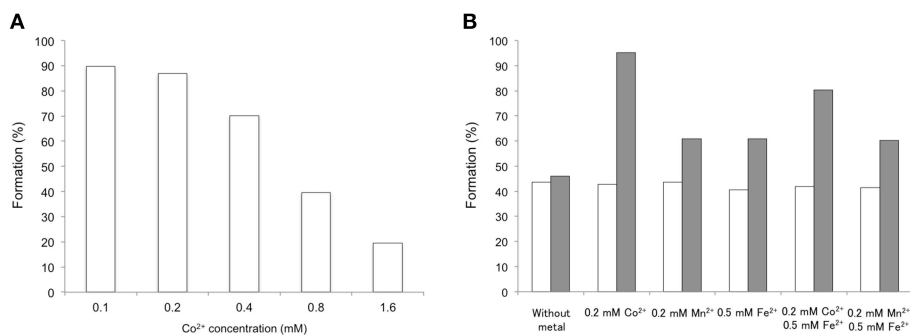 A
Formation (%)
100
90
80
70
60
50
40
30
20
10
0
0.1 0.2 0.4 0.8 1.6
Co²⁺ concentration (mM)
B
Formation (%)
100
90
80
70
60
50
40
30
20
10
0
Without metal
0.2 mM Co²⁺
0.2 mM Mn²⁺
0.5 mM Fe²⁺
0.2 mM Co²⁺
0.5 mM Fe²⁺
0.2 mM Mn²⁺
0.5 mM Fe²⁺